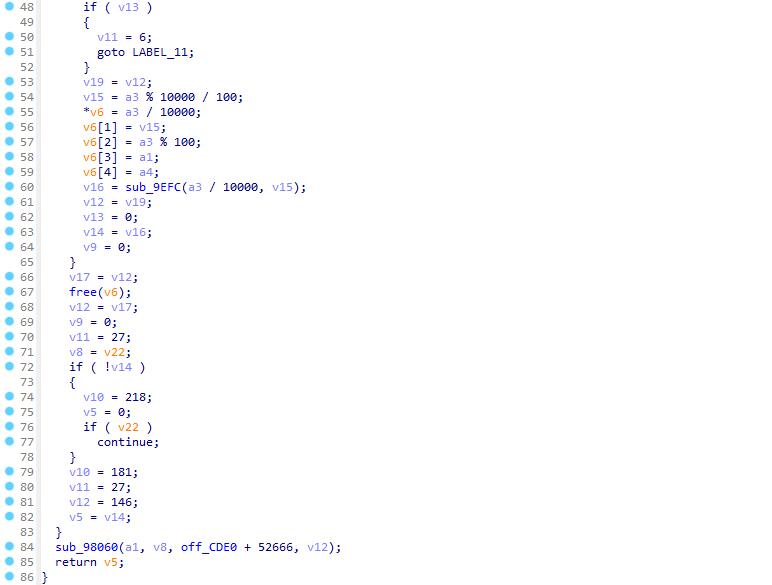 48 if ( v13 )
49 {
50 v11 = 6;
51 goto LABEL_11;
52 }
53 v19 = v12;
54 v15 = a3 % 10000 / 100;
55 *v6 = a3 / 10000;
56 v6[1] = v15;
57 v6[2] = a3 % 100;
58 v6[3] = a1;
59 v6[4] = a4;
60 v16 = sub_9EFC(a3 / 10000, v15);
61 v12 = v19;
62 v13 = 0;
63 v14 = v16;
64 v9 = 0;
65 }
66 v17 = v12;
67 free(v6);
68 v12 = v17;
69 v9 = 0;
70 v11 = 27;
71 v8 = v22;
72 if ( !v14 )
73 {
74 v10 = 218;
75 v5 = 0;
76 if ( v22 )
77 continue;
78 }
79 v10 = 181;
80 v11 = 27;
81 v12 = 146;
82 v5 = v14;
83 }
84 sub_98060(a1, v8, off_CDE0 + 52666, v12);
85 return v5;
86 }